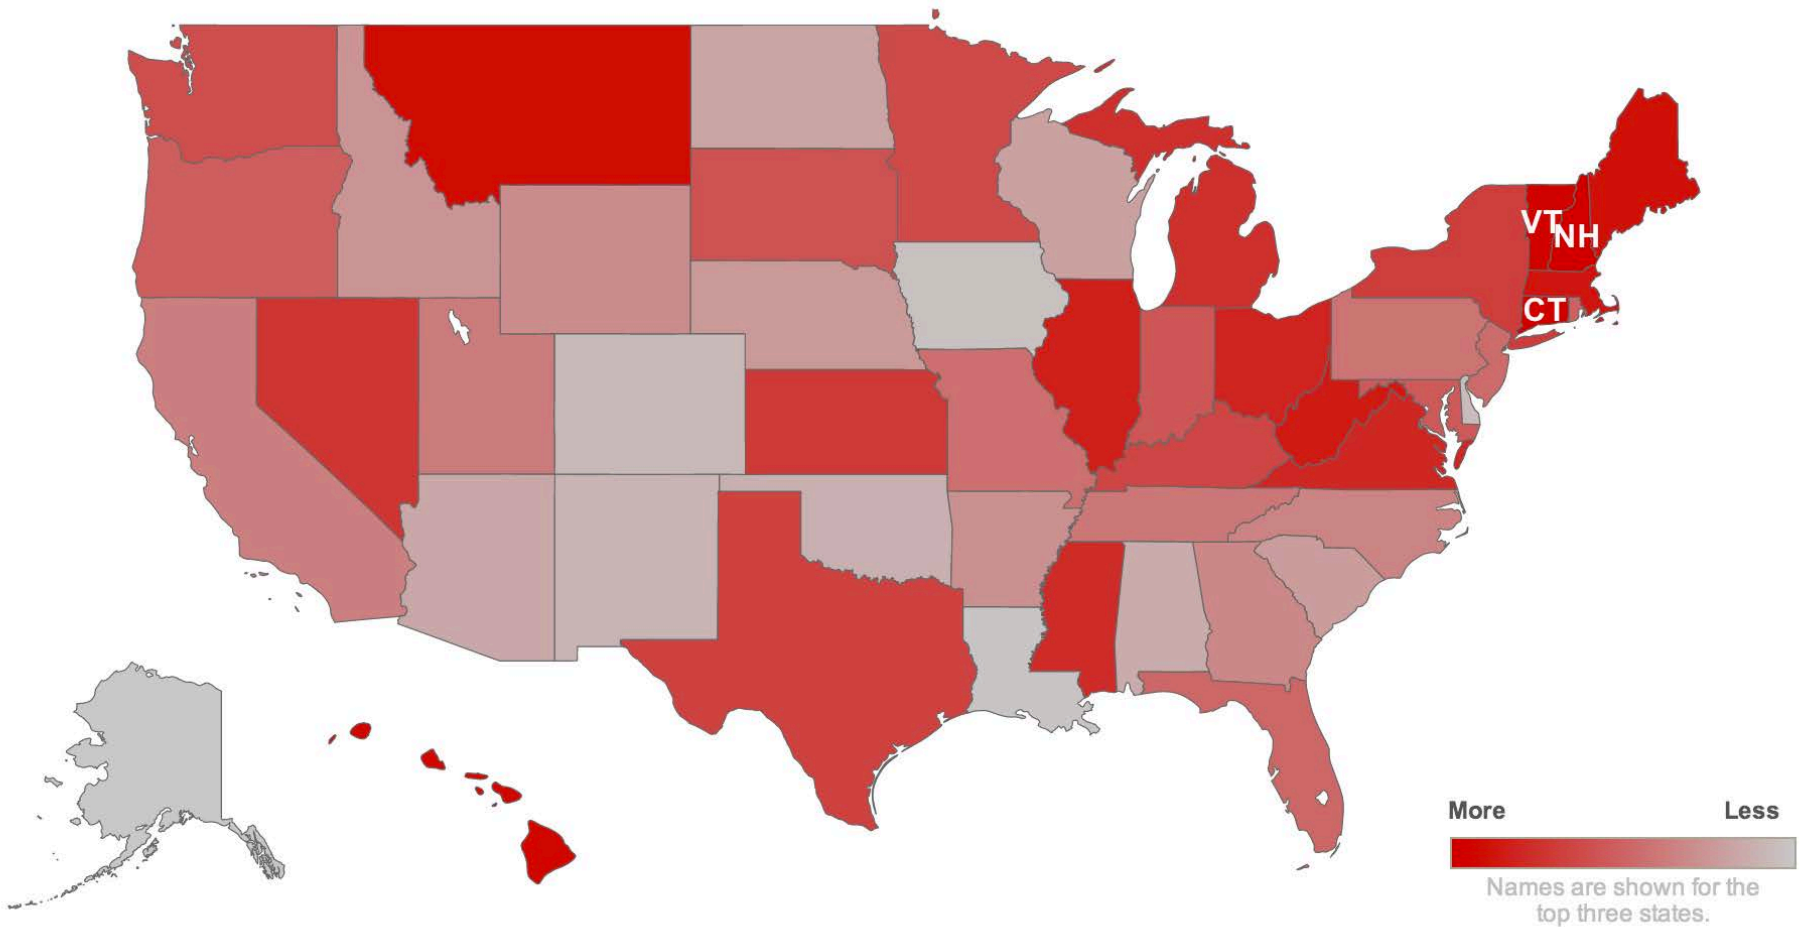 VT
NH
CT
More Less
Names are shown for the
top three states.